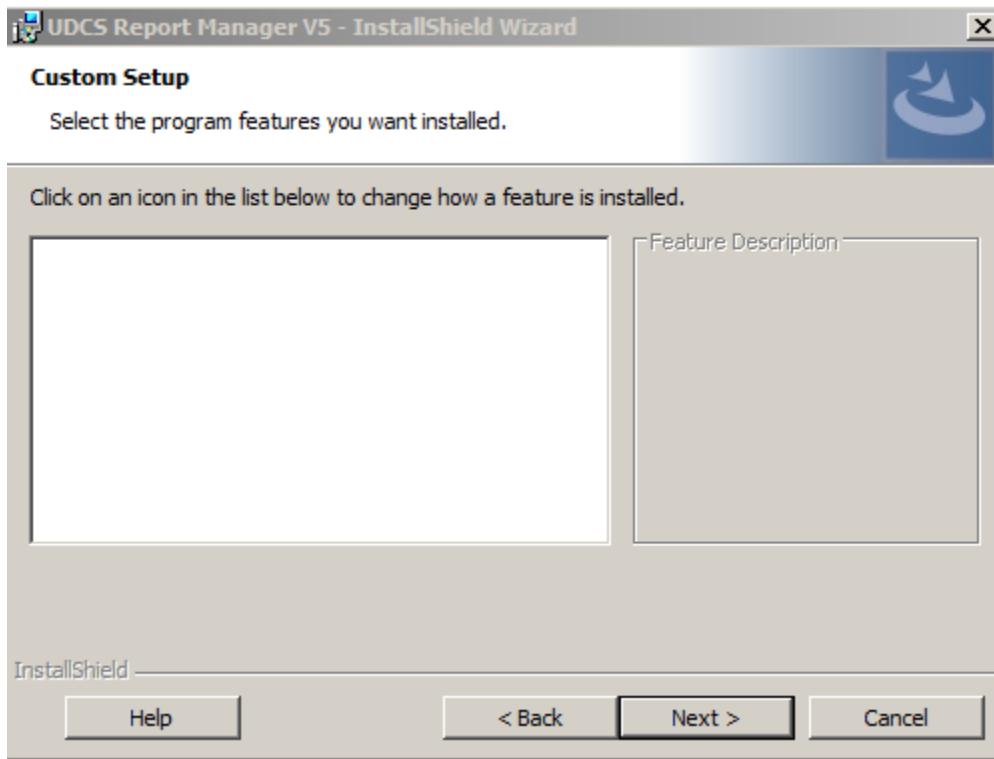 UDCS Report Manager V5 - InstallShield Wizard
Custom Setup
Select the program features you want installed.
Click on an icon in the list below to change how a feature is installed.
Feature Description
InstallShield
Help
< Back
Next >
Cancel